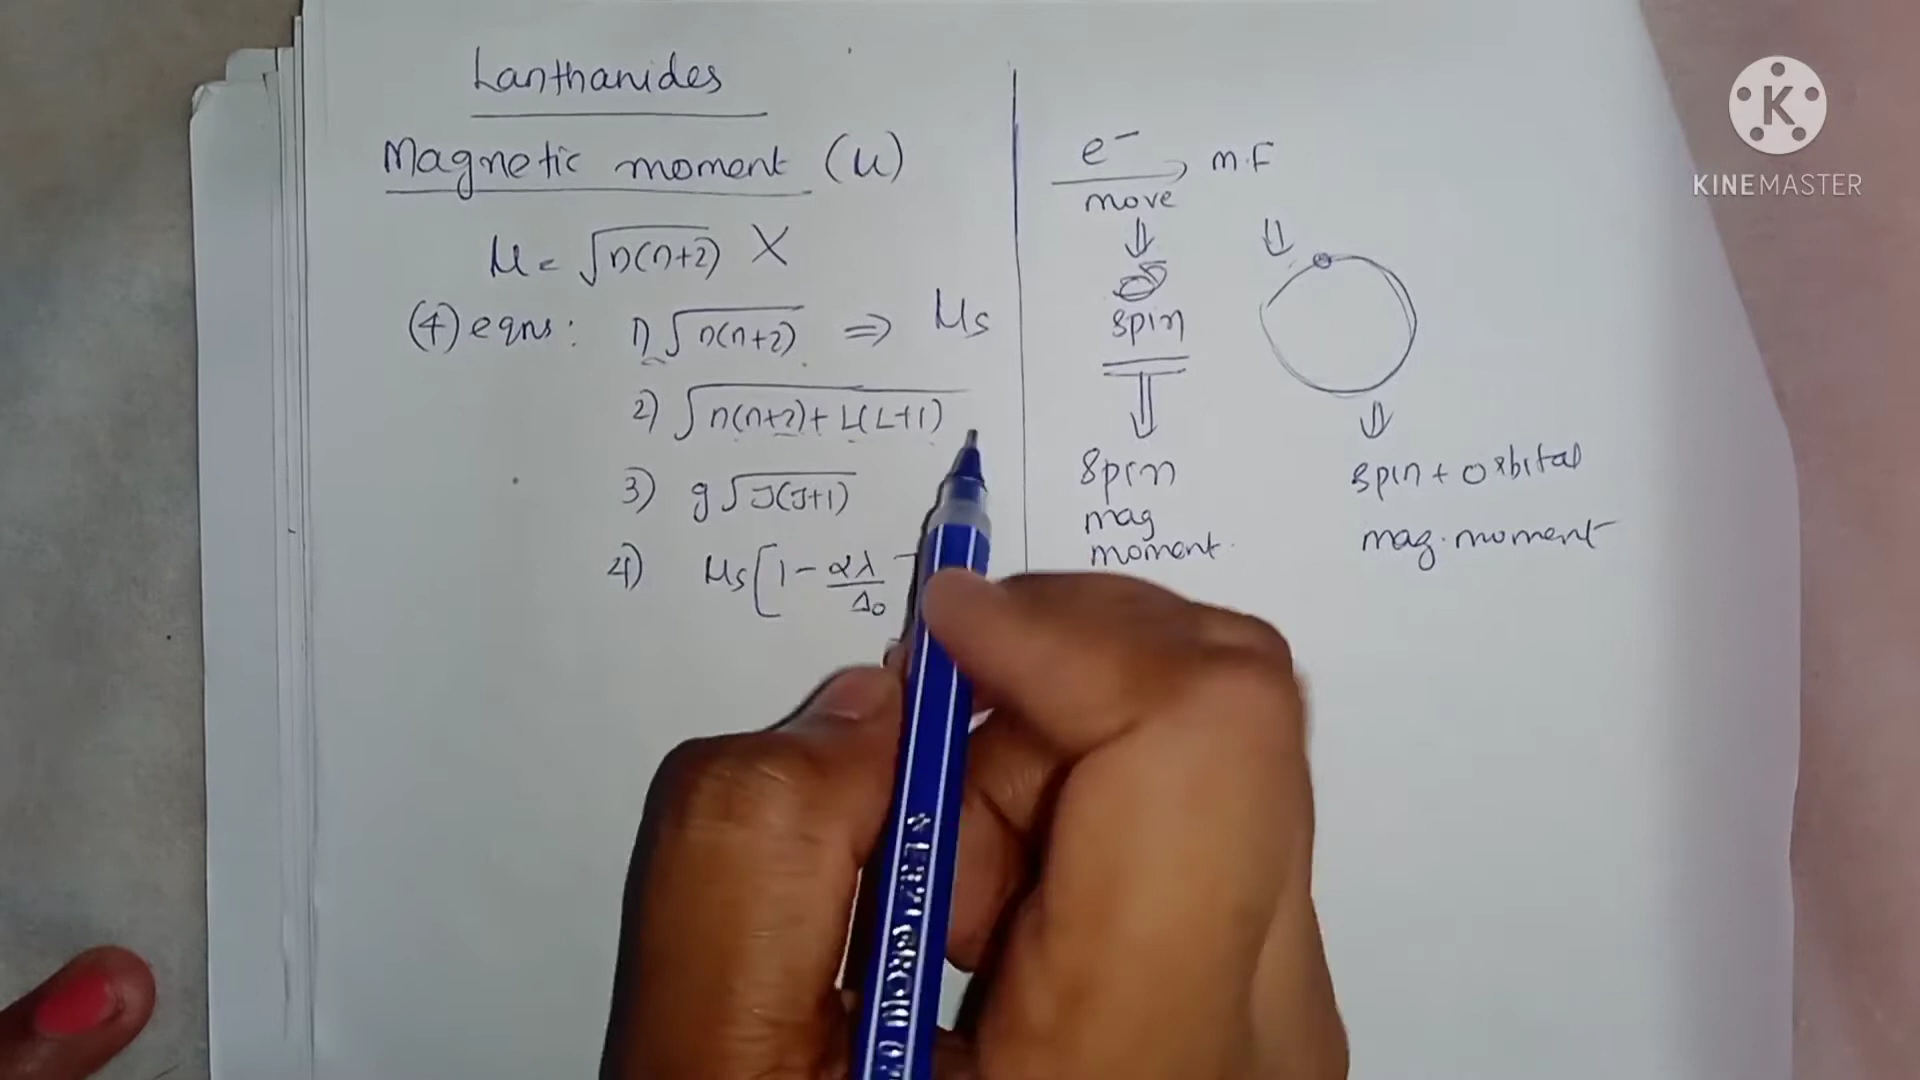 Lanthanides
Magnetic moment (μ)
μ = √n(n+2) X
(4) eqns: 1) √n(n+2) ⇒ μs
2) √n(n+2)+L(L+1)
3) g√J(J+1)
4) μs[1-αλ/Δo
e⁻ → m.F
move
spin
spin
mag
moment.
spin + orbital
mag. moment
K
KINEMASTER